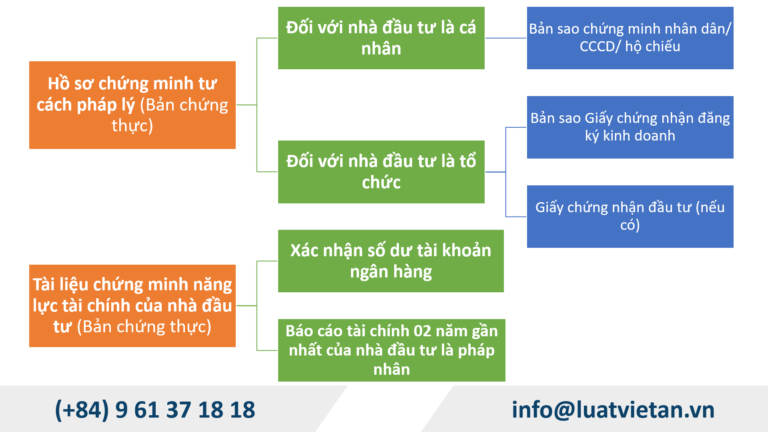 Hồ sơ chứng minh tư
cách pháp lý (Bản chứng
thực)
Đối với nhà đầu tư là cá
nhân
Bản sao chứng minh nhân dân/
CCCD/ hộ chiếu
Đối với nhà đầu tư là tổ
chức
Bản sao Giấy chứng nhận đăng
ký kinh doanh
Giấy chứng nhận đầu tư (nếu
có)
Tài liệu chứng minh năng
lực tài chính của nhà đầu
tư (Bản chứng thực)
Xác nhận số dư tài khoản
ngân hàng
Báo cáo tài chính 02 năm gần
nhất của nhà đầu tư là pháp
nhân
(+84) 9 61 37 18 18
info@luatvietan.vn